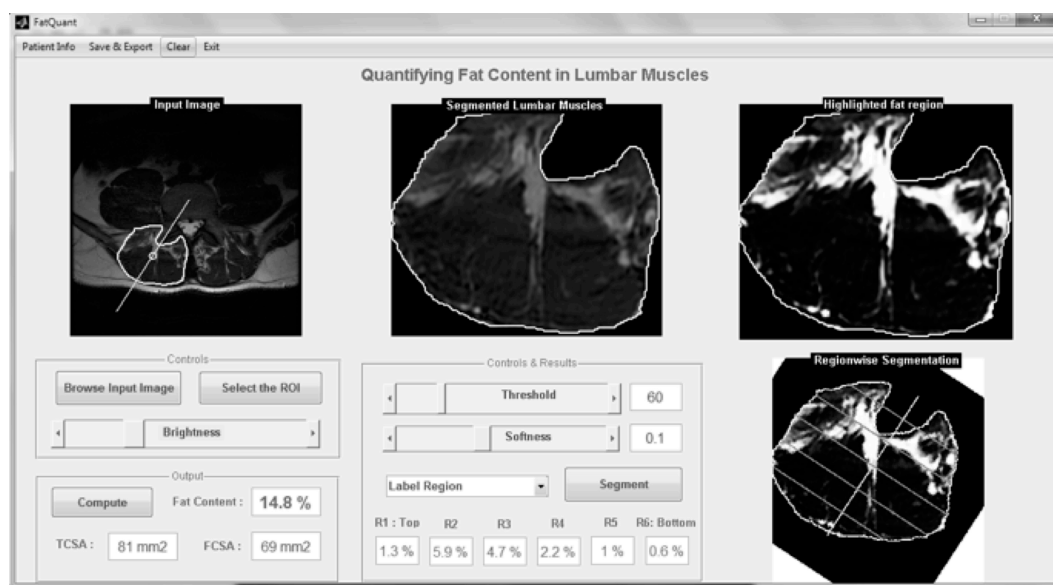 FatQuant
Patient Info Save & Export Clear Exit
Quantifying Fat Content in Lumbar Muscles
Input Image
Segmented Lumbar Muscles
Highlighted fat region
Controls
Browse Input Image
Select the ROI
Brightness
Output
Compute
Fat Content :
14.8 %
TCSA :
81 mm2
FCSA :
69 mm2
Controls & Results
Threshold
60
Softness
0.1
Label Region
Segment
R1 : Top R2 R3 R4 R5 R6: Bottom
1.3 % 5.9 % 4.7 % 2.2 % 1 % 0.6 %
Regionwise Segmentation